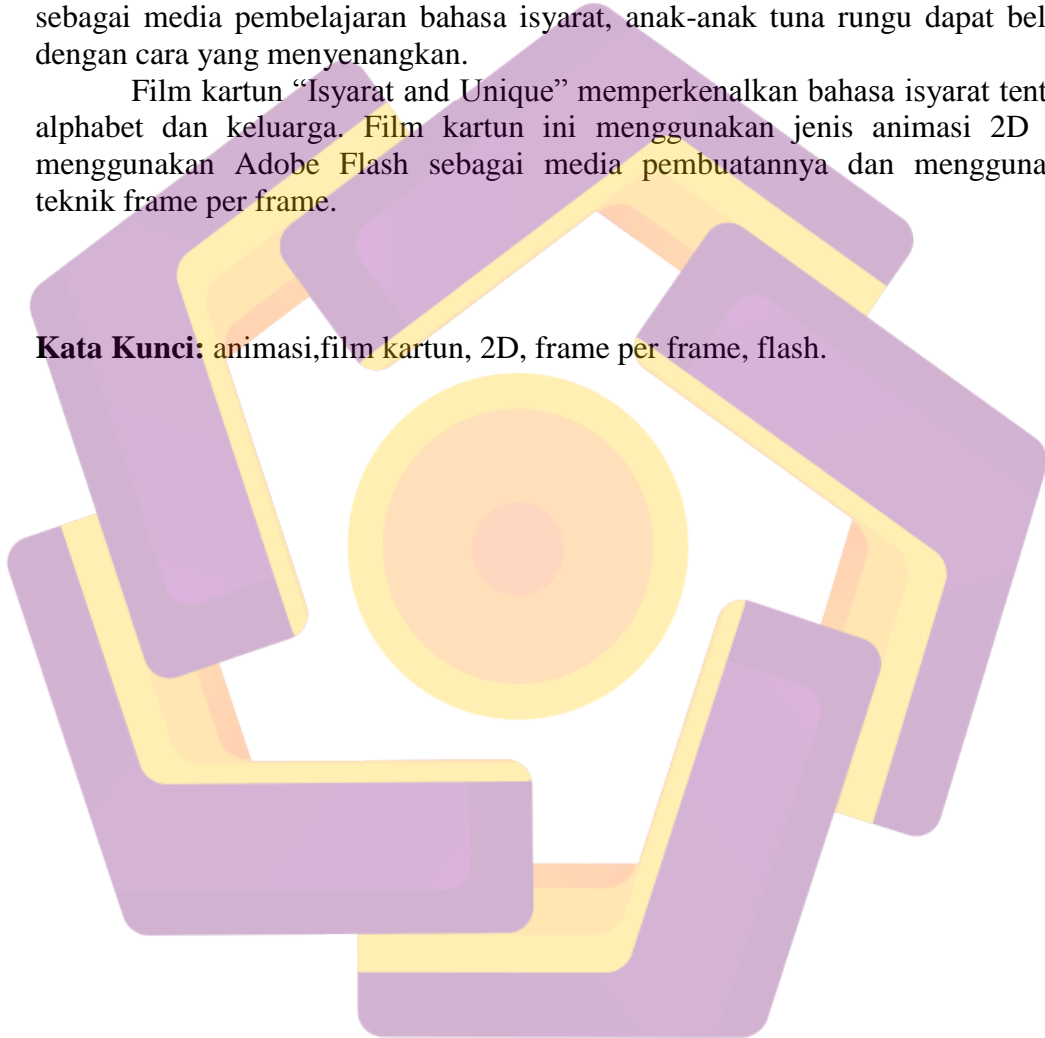 sebagai media pembelajaran bahasa isyarat, anak-anak tuna rungu dapat bel
dengan cara yang menyenangkan.
Film kartun “Isyarat and Unique” memperkenalkan bahasa isyarat tent
alphabet dan keluarga. Film kartun ini menggunakan jenis animasi 2D
menggunakan Adobe Flash sebagai media pembuatannya dan mengguna
teknik frame per frame.
Kata Kunci: animasi,film kartun, 2D, frame per frame, flash.